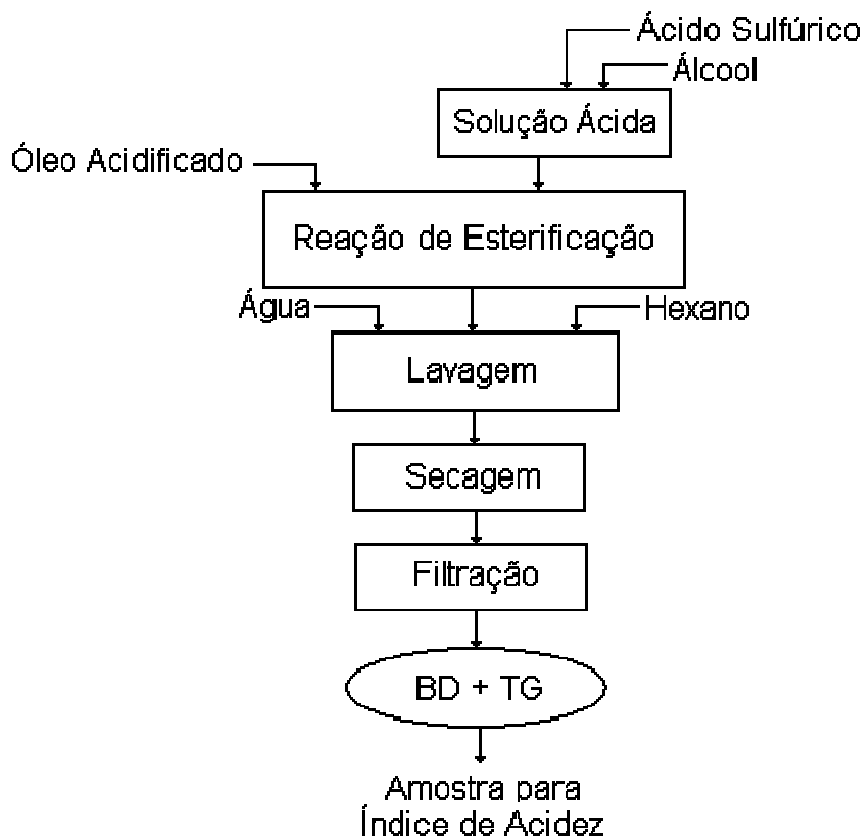 Ácido Sulfúrico
Álcool
Solução Ácida
Óleo Acidificado
Reação de Esterificação
Água
Hexano
Lavagem
Secagem
Filtração
BD + TG
Amostra para
Índice de Acidez